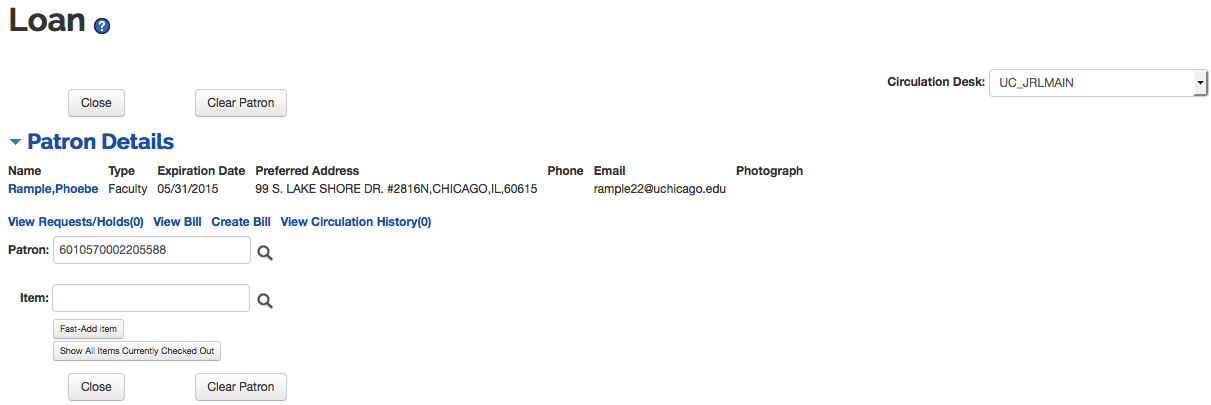 Loan ?
Circulation Desk: UC_JRLMAIN
Close Clear Patron
Patron Details
Name Type Expiration Date Preferred Address Phone Email Photograph
Rample,Phoebe Faculty 05/31/2015 99 S. LAKE SHORE DR. #2816N,CHICAGO,IL,60615 rample22@uchicago.edu
View Requests/Holds(0) View Bill Create Bill View Circulation History(0)
Patron: 6010570002205588
Item:
Fast-Add item
Show All Items Currently Checked Out
Close Clear Patron